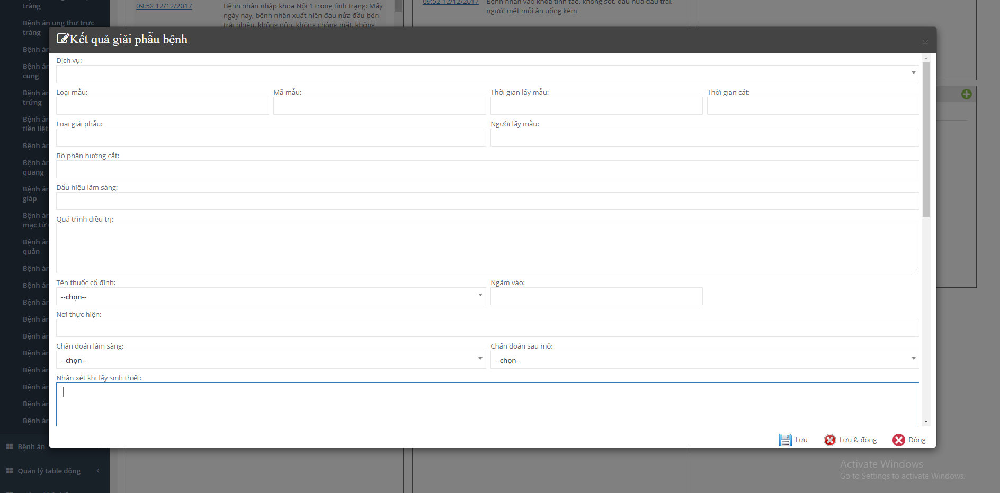 tràng
Bệnh án ung thư trực
tràng
Bệnh án
Bệnh án
cung
Bệnh án
trứng
Bệnh án
tiền liệt
Bệnh án
Bệnh án
quang
Bệnh án
giáp
Bệnh án
mạc tử
Bệnh án
quản
Bệnh án
Bệnh án
Bệnh án
Bệnh án
Bệnh án
Bệnh án
Bệnh án
Bệnh án
Bệnh án
Bệnh án
Bệnh án
Quản lý table động
09:52 12/12/2017
Bệnh nhân nhập khoa Nội 1 trong tình trạng: Mấy
ngày nay, bệnh nhân xuất hiện đau nửa đầu bên
trái nhiều, không nôn, không chóng mặt, không
09:52 12/12/2017
Bệnh nhân vào khoa tỉnh táo, không sốt, đau nửa đầu trái,
người mệt mỏi ăn uống kém
Kết quả giải phẫu bệnh
×
Dịch vụ:
Loại mẫu:
Mã mẫu:
Thời gian lấy mẫu:
Thời gian cắt:
Loại giải phẫu:
Người lấy mẫu:
Bộ phận hướng cắt:
Dấu hiệu lâm sàng:
Quá trình điều trị:
Tên thuốc cố định:
Ngâm vào:
--chọn--
Nơi thực hiện:
Chẩn đoán lâm sàng:
Chẩn đoán sau mổ:
--chọn--
--chọn--
Nhận xét khi lấy sinh thiết:
Lưu
Lưu & đóng
Đóng
Activate Windows
Go to Settings to activate Windows.